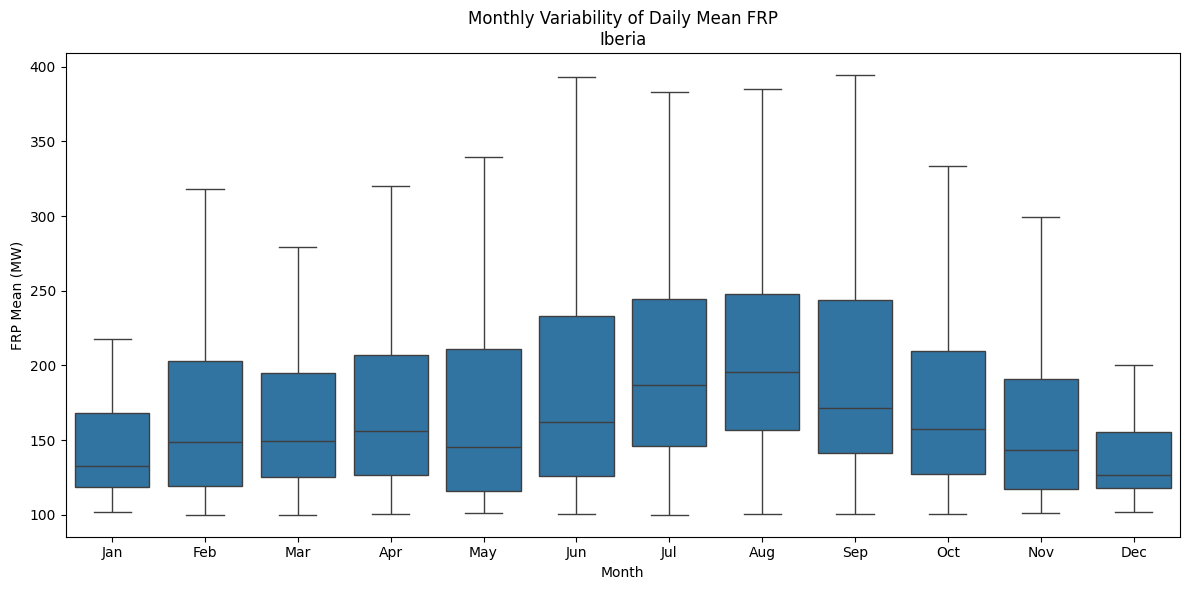 Monthly Variability of Daily Mean FRP
Iberia
FRP Mean (MW)
400
350
300
250
200
150
100
Jan Feb Mar Apr May Jun Jul Aug Sep Oct Nov Dec
Month